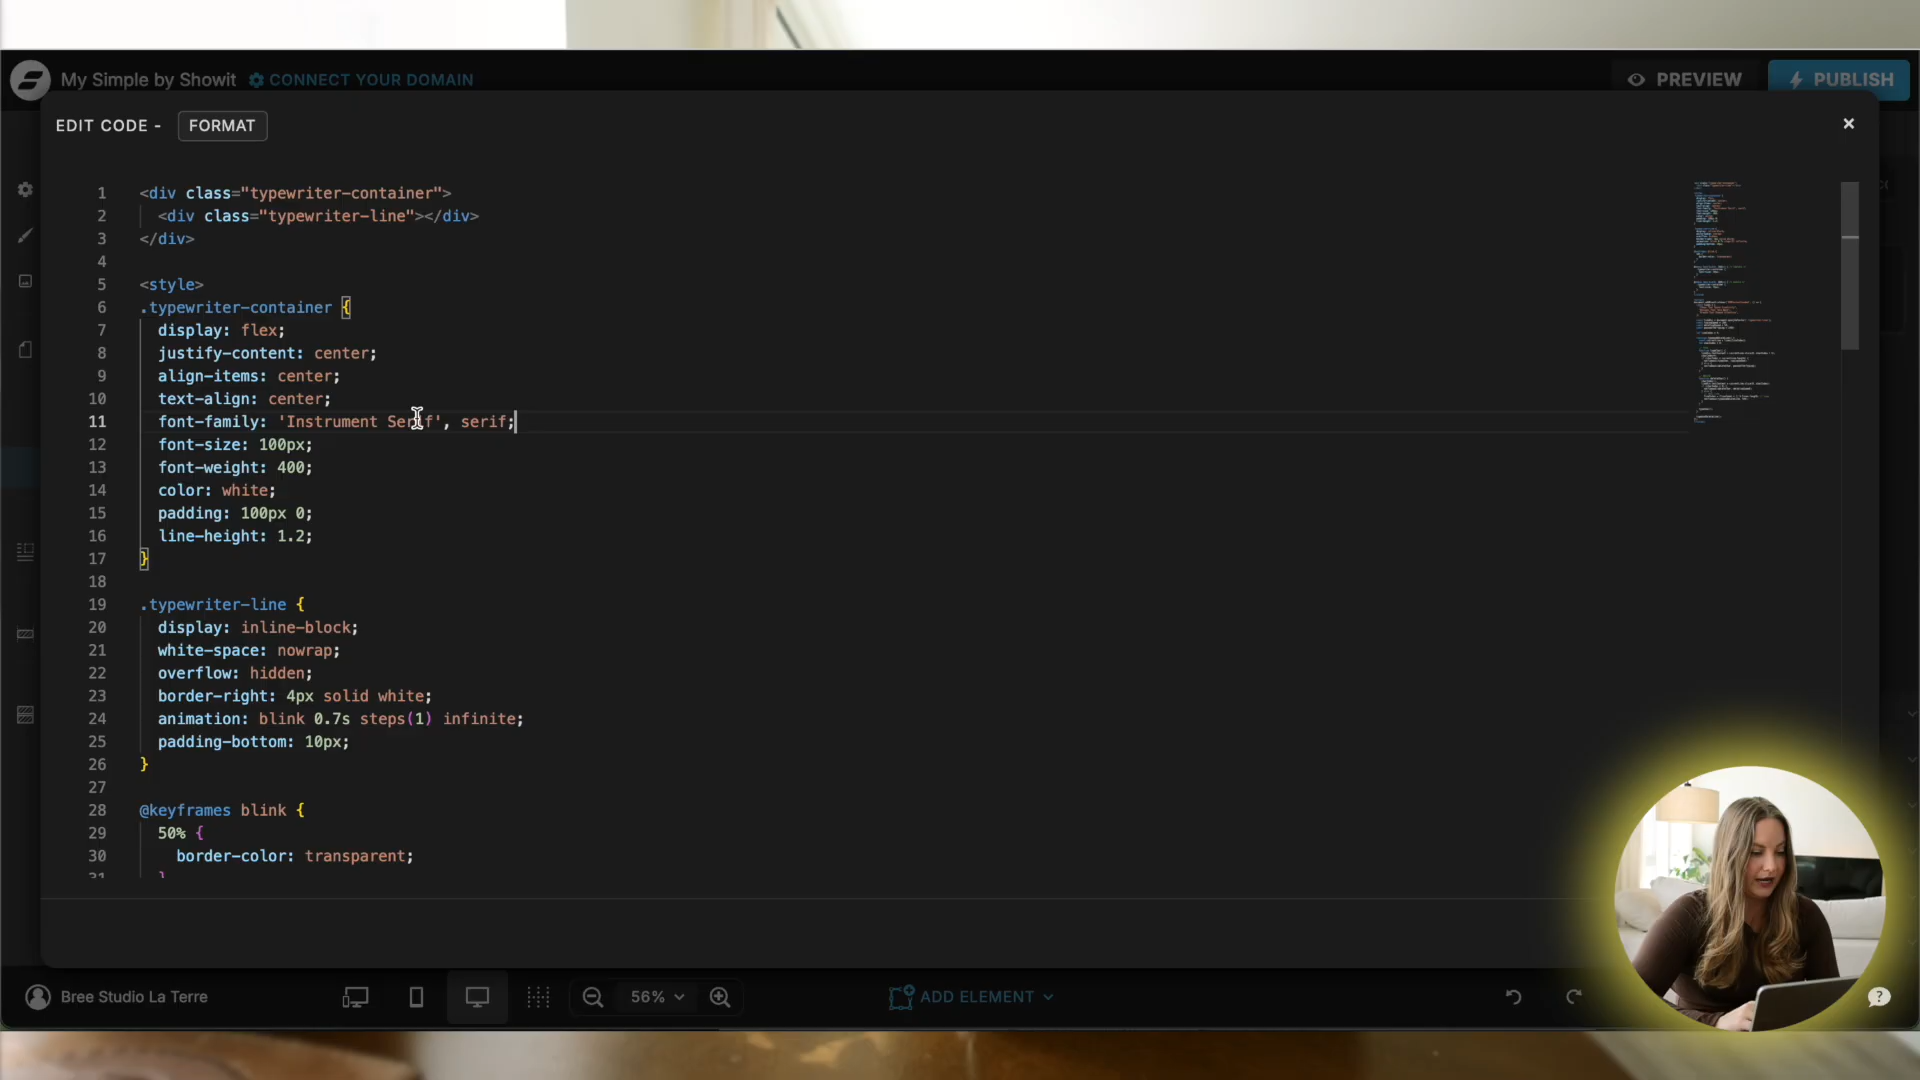 My Simple by Showit CONNECT YOUR DOMAIN
PREVIEW PUBLISH
EDIT CODE - FORMAT
1 <div class="typewriter-container">
2 <div class="typewriter-line"></div>
3 </div>
4
5 <style>
6 .typewriter-container {
7 display: flex;
8 justify-content: center;
9 align-items: center;
10 text-align: center;
11 font-family: 'Instrument Serif', serif;
12 font-size: 100px;
13 font-weight: 400;
14 color: white;
15 padding: 100px 0;
16 line-height: 1.2;
17 }
18
19 .typewriter-line {
20 display: inline-block;
21 white-space: nowrap;
22 overflow: hidden;
23 border-right: 4px solid white;
24 animation: blink 0.7s steps(1) infinite;
25 padding-bottom: 10px;
26 }
27
28 @keyframes blink {
29 50% {
30 border-color: transparent;
31 }
Bree Studio La Terre 56% ADD ELEMENT ?